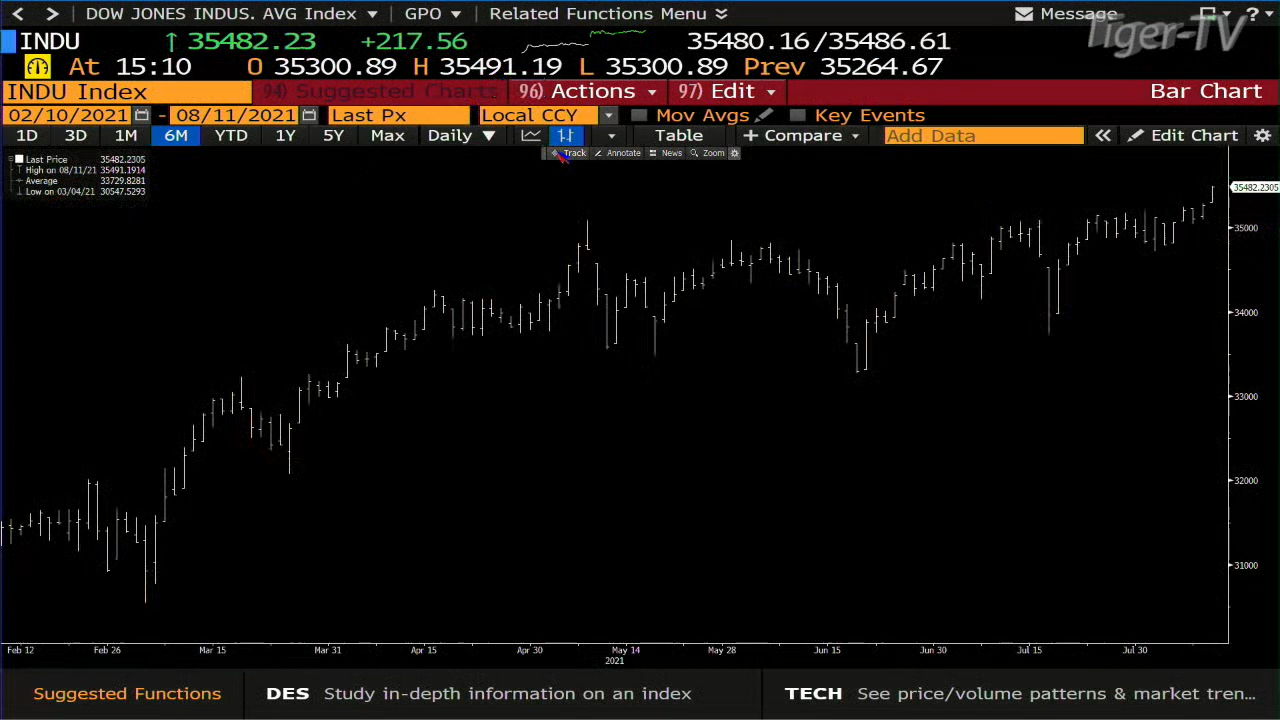 DOW JONES INDUS. AVG Index GPO Related Functions Menu Message ?
Tiger-TV
INDU ↑ 35482.23 +217.56 35480.16/35486.61
At 15:10 O 35300.89 H 35491.19 L 35300.89 Prev 35264.67
INDU Index 94) Suggested Charts 96) Actions 97) Edit Bar Chart
02/10/2021 - 08/11/2021 Last Px Local CCY Mov Avgs Key Events
1D 3D 1M 6M YTD 1Y 5Y Max Daily ▼ Table + Compare Add Data « Edit Chart
Track Annotate News Zoom
Last Price 35482.2305
High on 08/11/21 35491.1914
Average 33729.8281
Low on 03/04/21 30547.5293
35482.2305
35000
34000
33000
32000
31000
Feb 12 Feb 26 Mar 15 Mar 31 Apr 15 Apr 30 May 14 May 28 Jun 15 Jun 30 Jul 15 Jul 30
2021
Suggested Functions DES Study in-depth information on an index TECH See price/volume patterns & market tren...